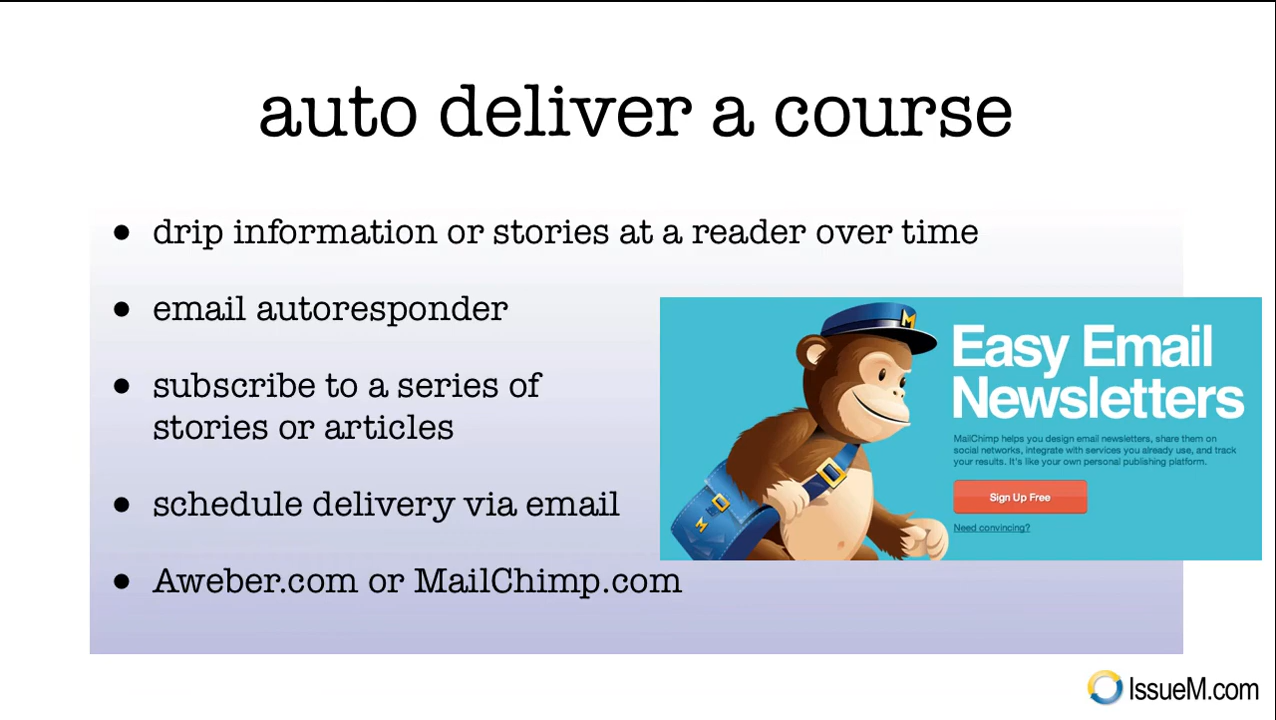 auto deliver a course
• drip information or stories at a reader over time
• email autoresponder
• subscribe to a series of
stories or articles
• schedule delivery via email
• Aweber.com or MailChimp.com
M
M
Easy Email
Newsletters
MailChimp helps you design email newsletters, share them on
social networks, integrate with services you already use, and track
your results. It's like your own personal publishing platform.
Sign Up Free
Need convincing?
IssueM.com